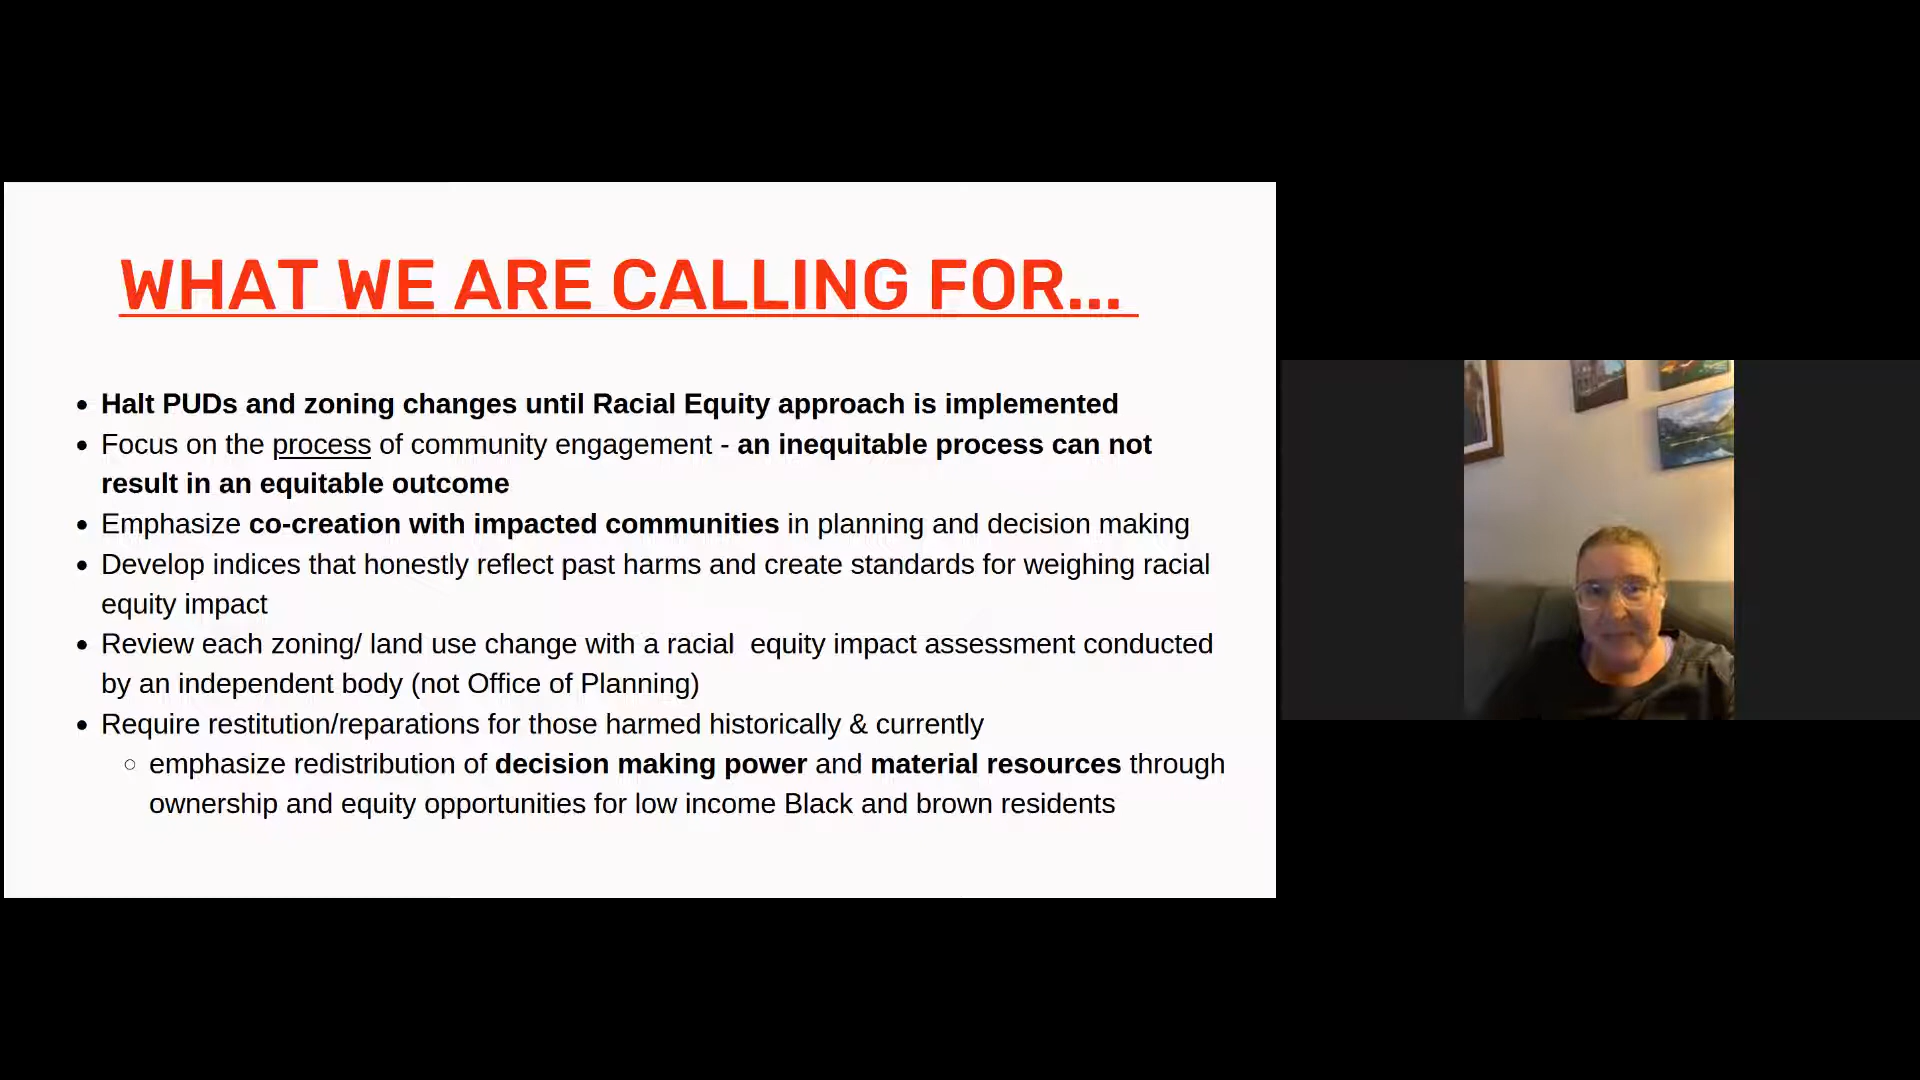 WHAT WE ARE CALLING FOR...
• Halt PUDs and zoning changes until Racial Equity approach is implemented
• Focus on the process of community engagement - an inequitable process can not
result in an equitable outcome
• Emphasize co-creation with impacted communities in planning and decision making
• Develop indices that honestly reflect past harms and create standards for weighing racial
equity impact
• Review each zoning/ land use change with a racial  equity impact assessment conducted
by an independent body (not Office of Planning)
• Require restitution/reparations for those harmed historically & currently
○ emphasize redistribution of decision making power and material resources through
ownership and equity opportunities for low income Black and brown residents